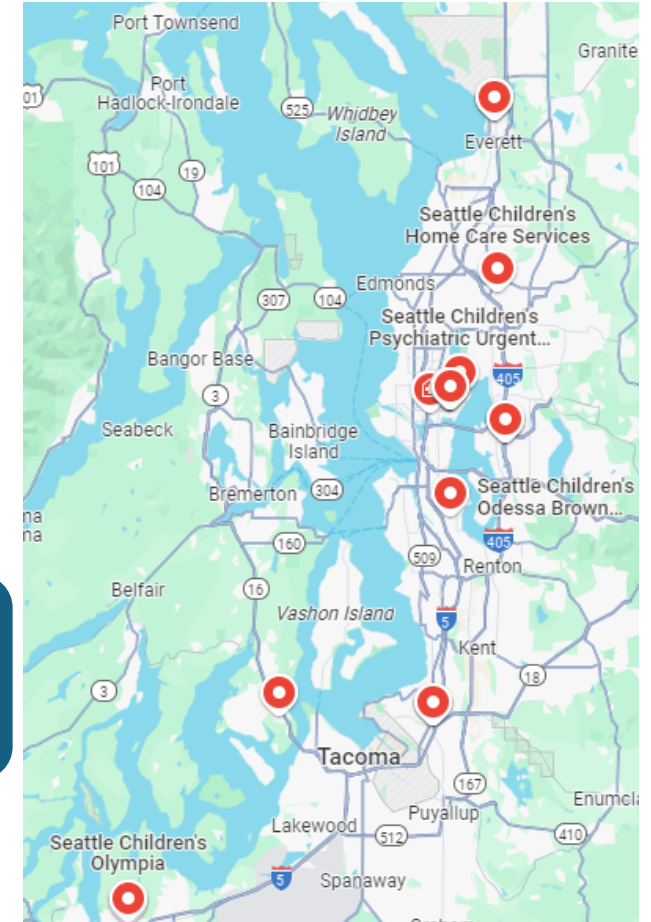 Port Townsend
Granite
Port
Hadlock-Irondale
101
525
Whidbey
Island
Everett
101
104
19
Seattle Children's
Home Care Services
Edmonds
307
104
Seattle Children's
Psychiatric Urgent...
Bangor Base
405
3
Seabeck
Bainbridge
Island
Bremerton
304
Seattle Children's
Odessa Brown...
ma
na
160
405
509
Renton
Belfair
16
Vashon Island
5
Kent
18
3
Tacoma
167
Enumcla
Puyallup
Lakewood
512
410
Seattle Children's
Olympia
5
Spanaway